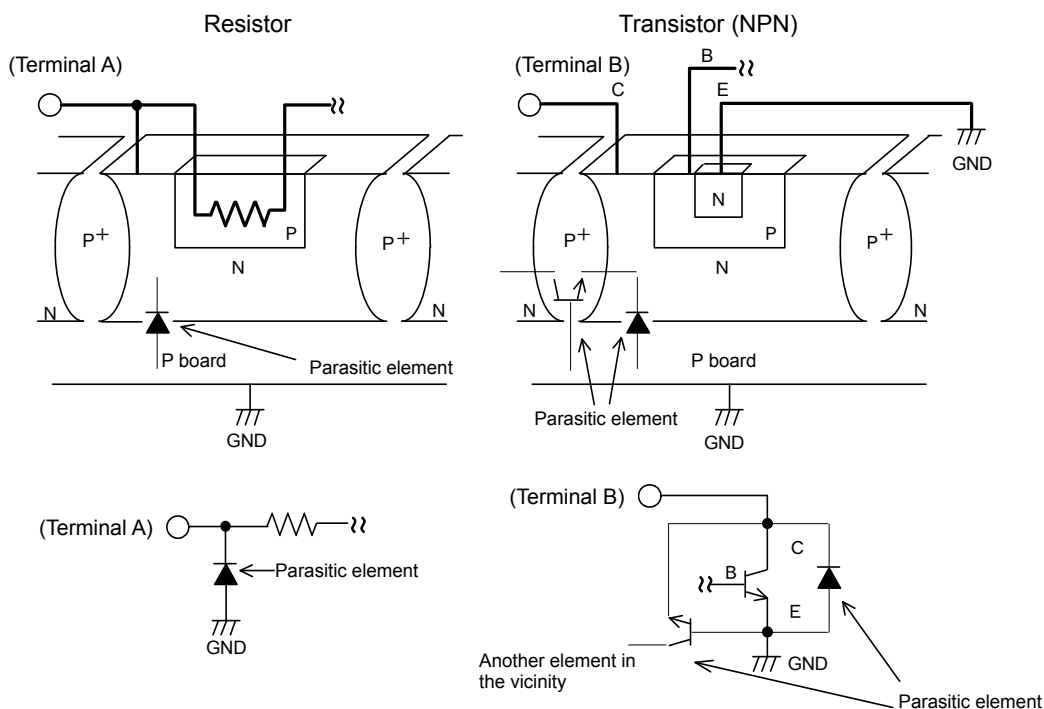 Resistor
(Terminal A)
P+
P+
P
N
N
N
P board
Parasitic element
GND
Transistor (NPN)
(Terminal B)
B
C
E
GND
N
P+
P+
P
N
N
N
P board
Parasitic element
GND
(Terminal A)
Parasitic element
GND
(Terminal B)
C
B
E
GND
Another element in
the vicinity
Parasitic element